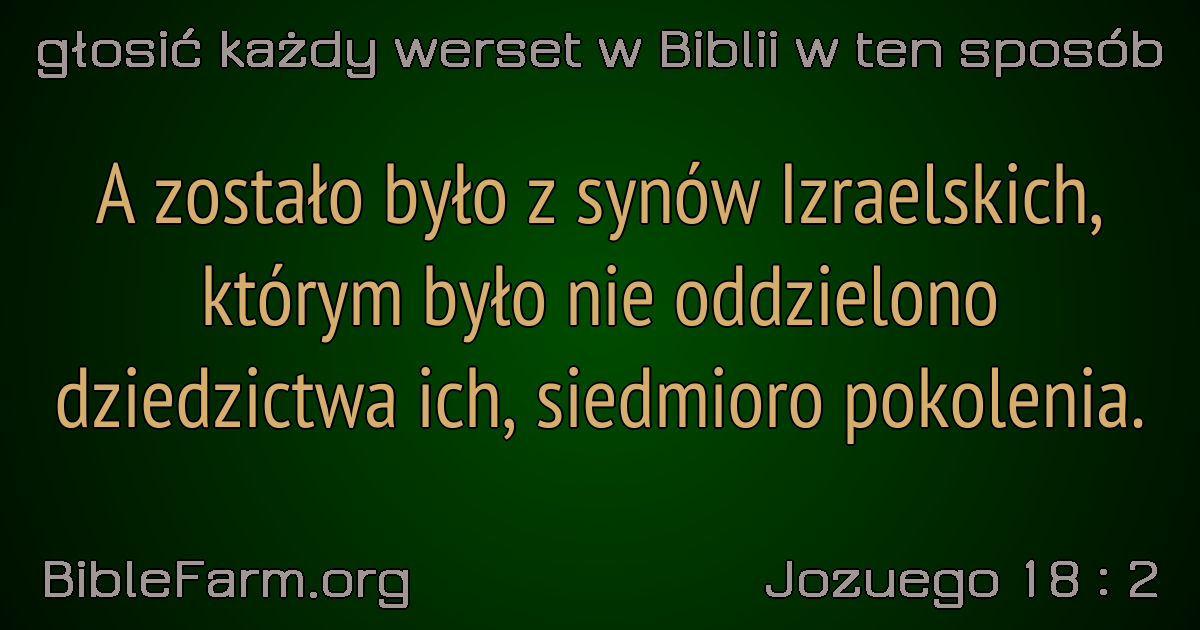 głosić każdy werset w Biblii w ten sposób
A zostało było z synów Izraelskich,
którym było nie oddzielono
dziedzictwa ich, siedmioro pokolenia.
BibleFarm.org
Jozuego 18 : 2